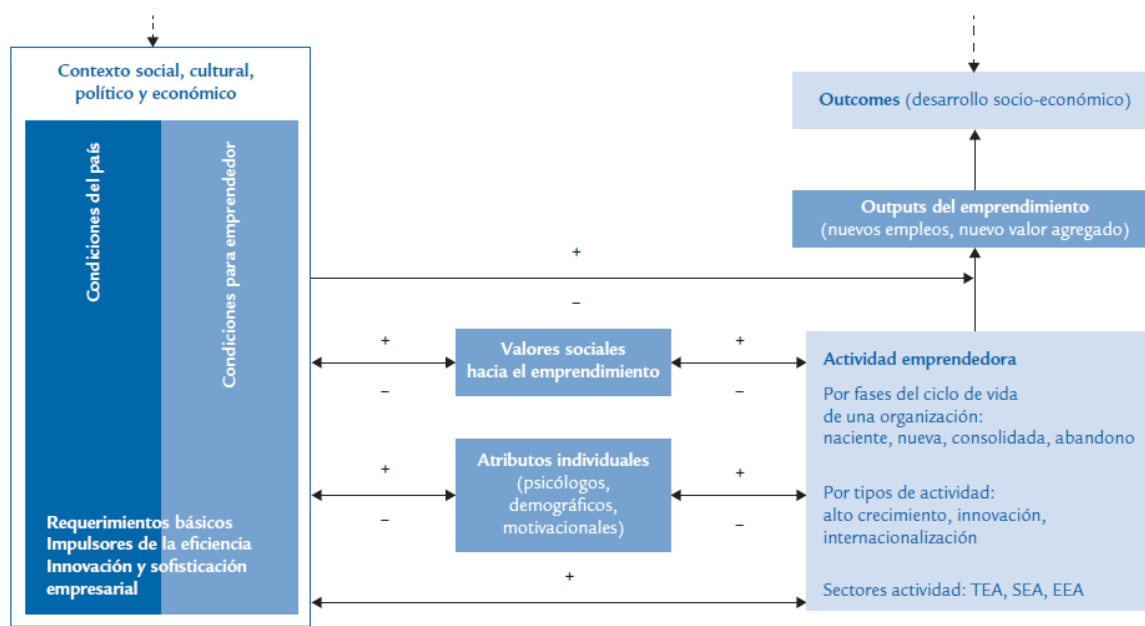 Contexto social, cultural,
político y económico
Condiciones del país
Condiciones para emprendedor
Requerimientos básicos
Impulsores de la eficiencia
Innovación y sofisticación
empresarial
Outcomes (desarrollo socio-económico)
Outputs del emprendimiento
(nuevos empleos, nuevo valor agregado)
+
–
+
Valores sociales
hacia el emprendimiento
+
–
–
+
Atributos individuales
(psicólogos,
demográficos,
motivacionales)
+
–
–
+
Actividad emprendedora
Por fases del ciclo de vida
de una organización:
naciente, nueva, consolidada, abandono
Por tipos de actividad:
alto crecimiento, innovación,
internacionalización
Sectores actividad: TEA, SEA, EEA